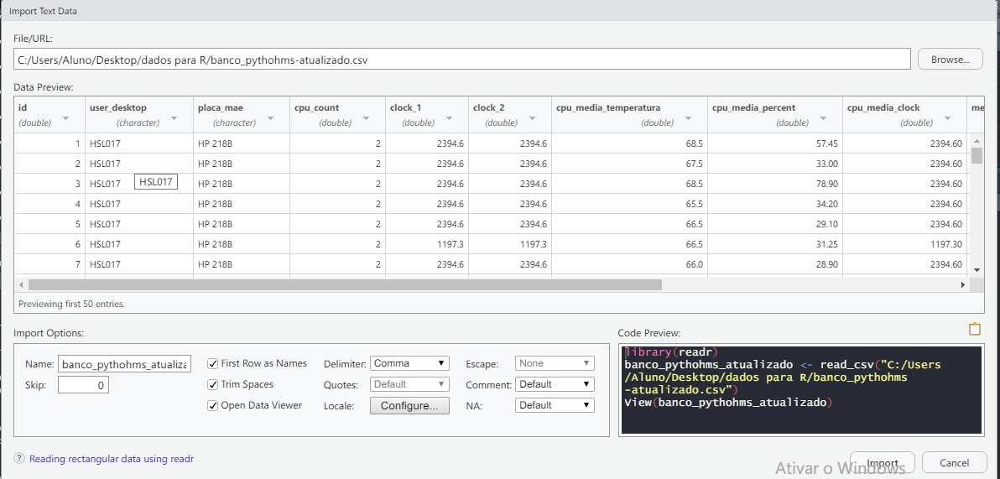 Import Text Data
File/URL:
C:/Users/Aluno/Desktop/dados para R/banco_pythohms-atualizado.csv
Browse...
Data Preview:
id user_desktop placa_mae cpu_count clock_1 clock_2 cpu_media_temperatura cpu_media_percent cpu_media_clock me
(double) (character) (character) (double) (double) (double) (double) (double) (double)
1 HSL017 HP 218B 2 2394.6 2394.6 68.5 57.45 2394.60
2 HSL017 HP 218B 2 2394.6 2394.6 67.5 33.00 2394.60
3 HSL017 HSL017 HP 218B 2 2394.6 2394.6 68.5 78.90 2394.60
4 HSL017 HP 218B 2 2394.6 2394.6 65.5 34.20 2394.60
5 HSL017 HP 218B 2 2394.6 2394.6 66.5 29.10 2394.60
6 HSL017 HP 218B 2 1197.3 1197.3 66.5 31.25 1197.30
7 HSL017 HP 218B 2 2394.6 2394.6 66.0 28.90 2394.60
Previewing first 50 entries.
Import Options:
Name: banco_pythohms_atualiza
Skip: 0
First Row as Names
Trim Spaces
Open Data Viewer
Delimiter: Comma
Quotes: Default
Locale: Configure...
Escape: None
Comment: Default
NA: Default
Code Preview:
library(readr)
banco_pythohms_atualizado <- read_csv("C:/Users
/Aluno/Desktop/dados para R/banco_pythohms
-atualizado.csv")
View(banco_pythohms_atualizado)
? Reading rectangular data using readr
Ativar o Windows
Import
Cancel